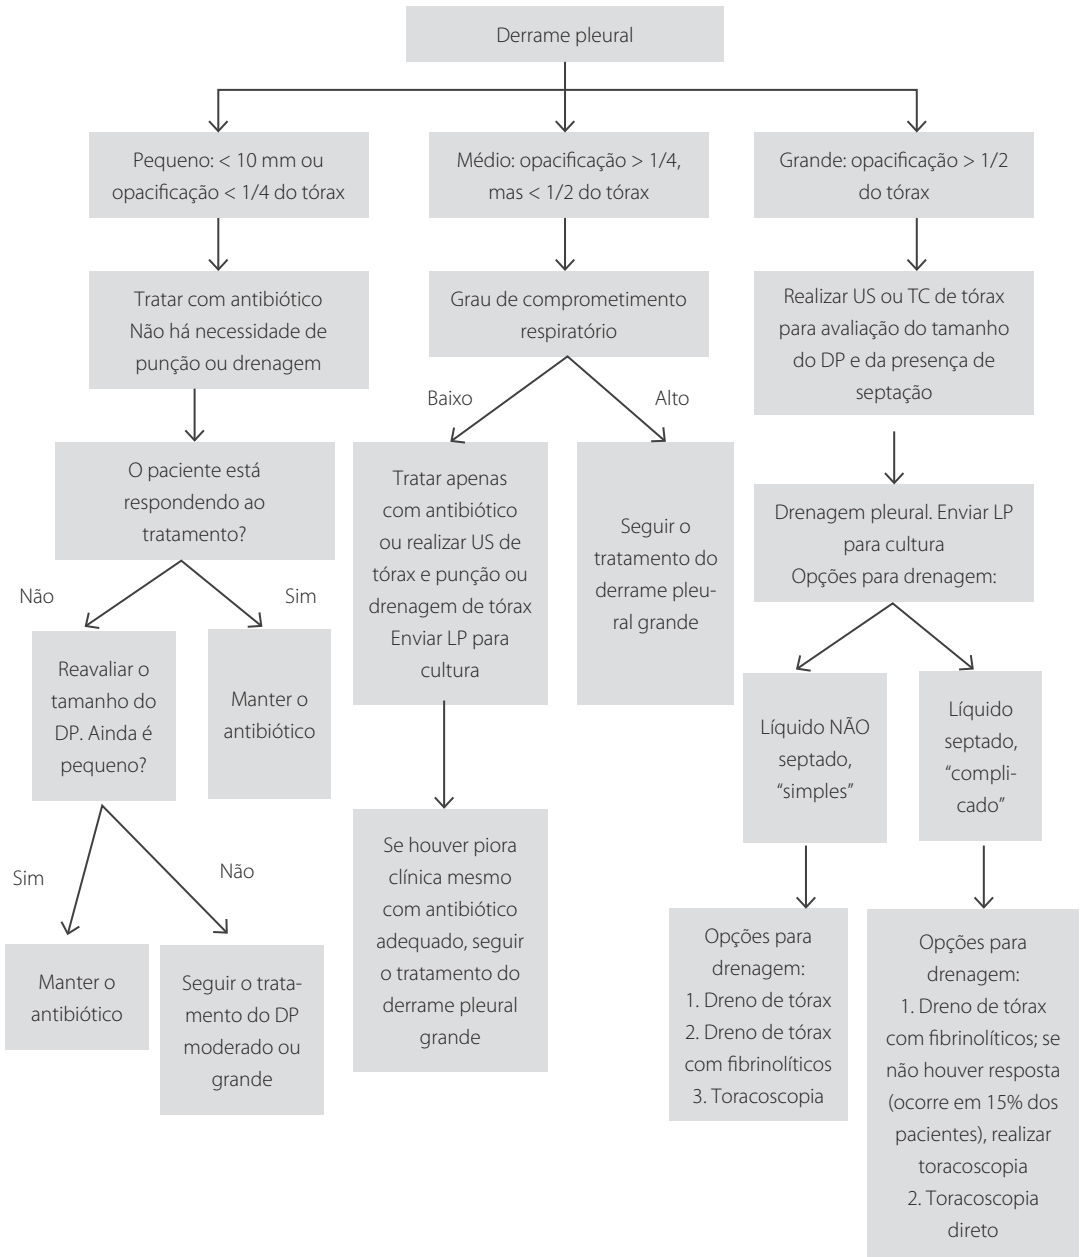 Derrame pleural
Pequeno: < 10 mm ou
opacificação < 1/4 do tórax
Médio: opacificação > 1/4,
mas < 1/2 do tórax
Grande: opacificação > 1/2
do tórax
Tratar com antibiótico
Não há necessidade de
punção ou drenagem
Grau de comprometimento
respiratório
Realizar US ou TC de tórax
para avaliação do tamanho
do DP e da presença de
septação
Baixo
Alto
O paciente está
respondendo ao
tratamento?
Tratar apenas
com antibiótico
ou realizar US de
tórax e punção ou
drenagem de tórax
Enviar LP para
cultura
Seguir o
tratamento do
derrame pleu-
ral grande
Drenagem pleural. Enviar LP
para cultura
Opções para drenagem:
Não
Sim
Reavaliar o
tamanho do
DP. Ainda é
pequeno?
Manter o
antibiótico
Líquido NÃO
septado,
“simples”
Líquido
septado,
“compli-
cado”
Sim
Não
Se houver piora
clínica mesmo
com antibiótico
adequado, seguir
o tratamento do
derrame pleural
grande
Manter o
antibiótico
Seguir o trata-
mento do DP
moderado ou
grande
Opções para
drenagem:
1. Dreno de tórax
2. Dreno de tórax
com fibrinolíticos
3. Toracoscopia
Opções para
drenagem:
1. Dreno de tórax
com fibrinolíticos; se
não houver resposta
(ocorre em 15% dos
pacientes), realizar
toracoscopia
2. Toracoscopia
direto